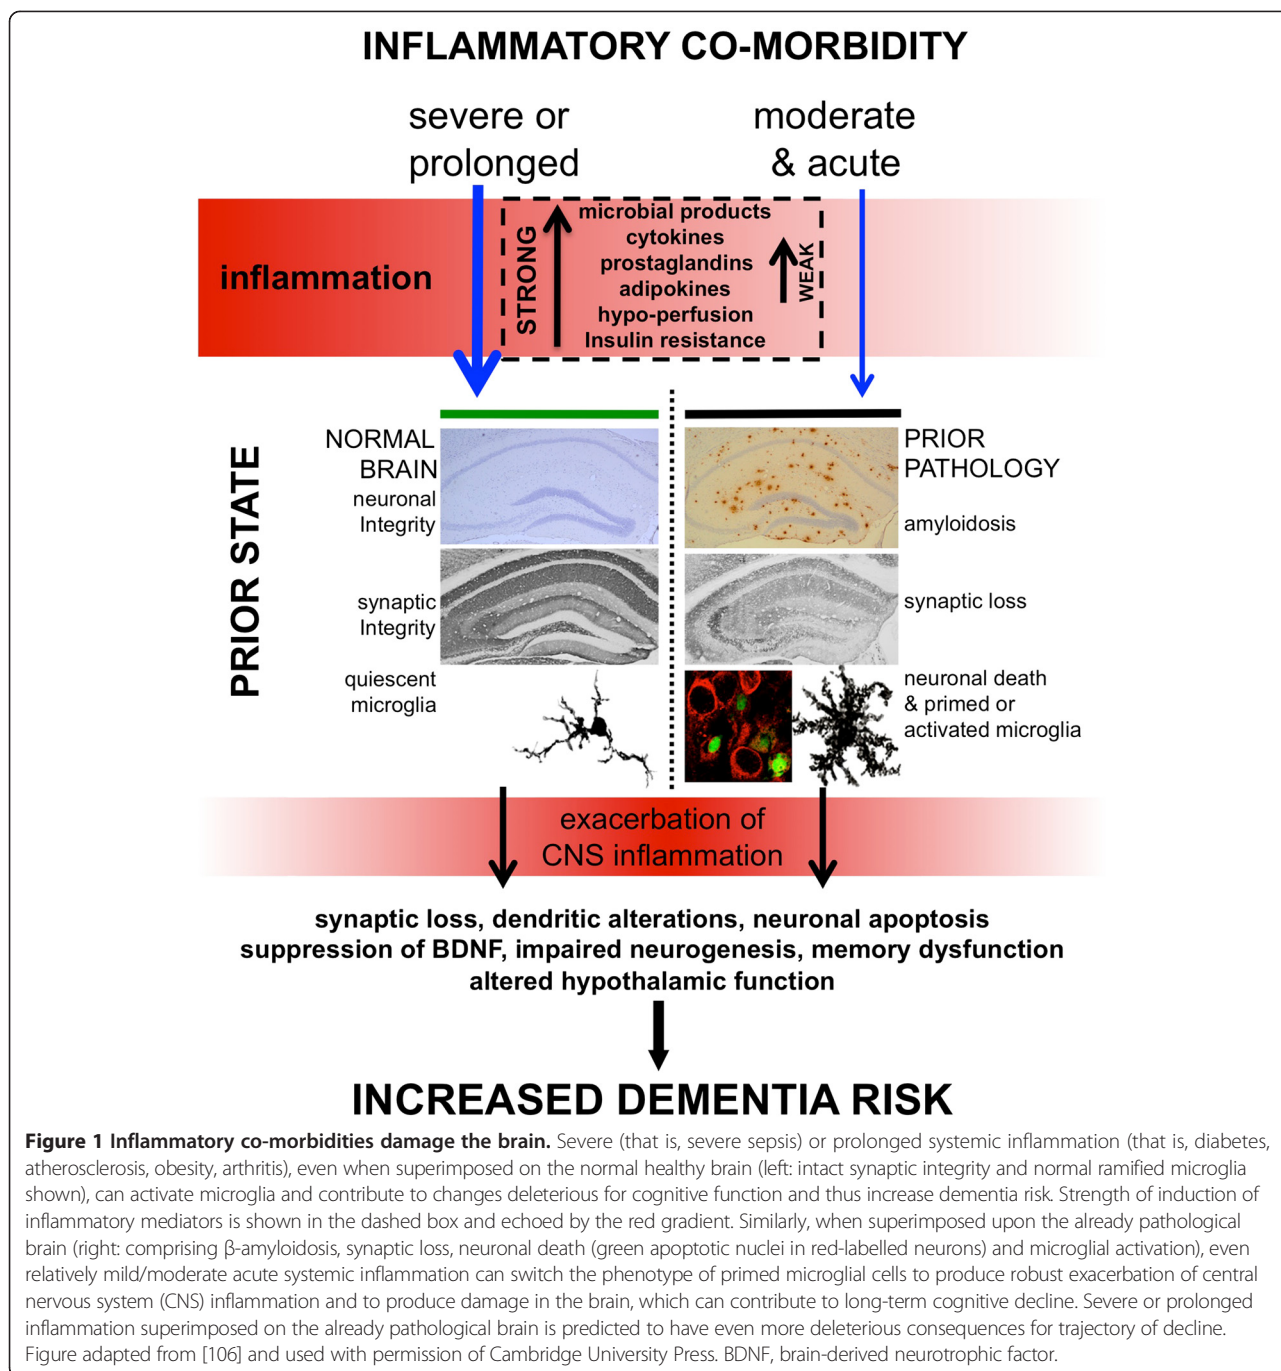 INFLAMMATORY CO-MORBIDITY
severe or
prolonged
moderate
& acute
inflammation
STRONG
microbial products
cytokines
prostaglandins
adipokines
hypo-perfusion
Insulin resistance
WEAK
PRIOR STATE
NORMAL
BRAIN
neuronal
Integrity
synaptic
Integrity
quiescent
microglia
PRIOR
PATHOLOGY
amyloidosis
synaptic loss
neuronal death
& primed or
activated microglia
exacerbation of
CNS inflammation
synaptic loss, dendritic alterations, neuronal apoptosis
suppression of BDNF, impaired neurogenesis, memory dysfunction
altered hypothalamic function
INCREASED DEMENTIA RISK
Figure 1 Inflammatory co-morbidities damage the brain. Severe (that is, severe sepsis) or prolonged systemic inflammation (that is, diabetes,
atherosclerosis, obesity, arthritis), even when superimposed on the normal healthy brain (left: intact synaptic integrity and normal ramified microglia
shown), can activate microglia and contribute to changes deleterious for cognitive function and thus increase dementia risk. Strength of induction of
inflammatory mediators is shown in the dashed box and echoed by the red gradient. Similarly, when superimposed upon the already pathological
brain (right: comprising β-amyloidosis, synaptic loss, neuronal death (green apoptotic nuclei in red-labelled neurons) and microglial activation), even
relatively mild/moderate acute systemic inflammation can switch the phenotype of primed microglial cells to produce robust exacerbation of central
nervous system (CNS) inflammation and to produce damage in the brain, which can contribute to long-term cognitive decline. Severe or prolonged
inflammation superimposed on the already pathological brain is predicted to have even more deleterious consequences for trajectory of decline.
Figure adapted from [106] and used with permission of Cambridge University Press. BDNF, brain-derived neurotrophic factor.